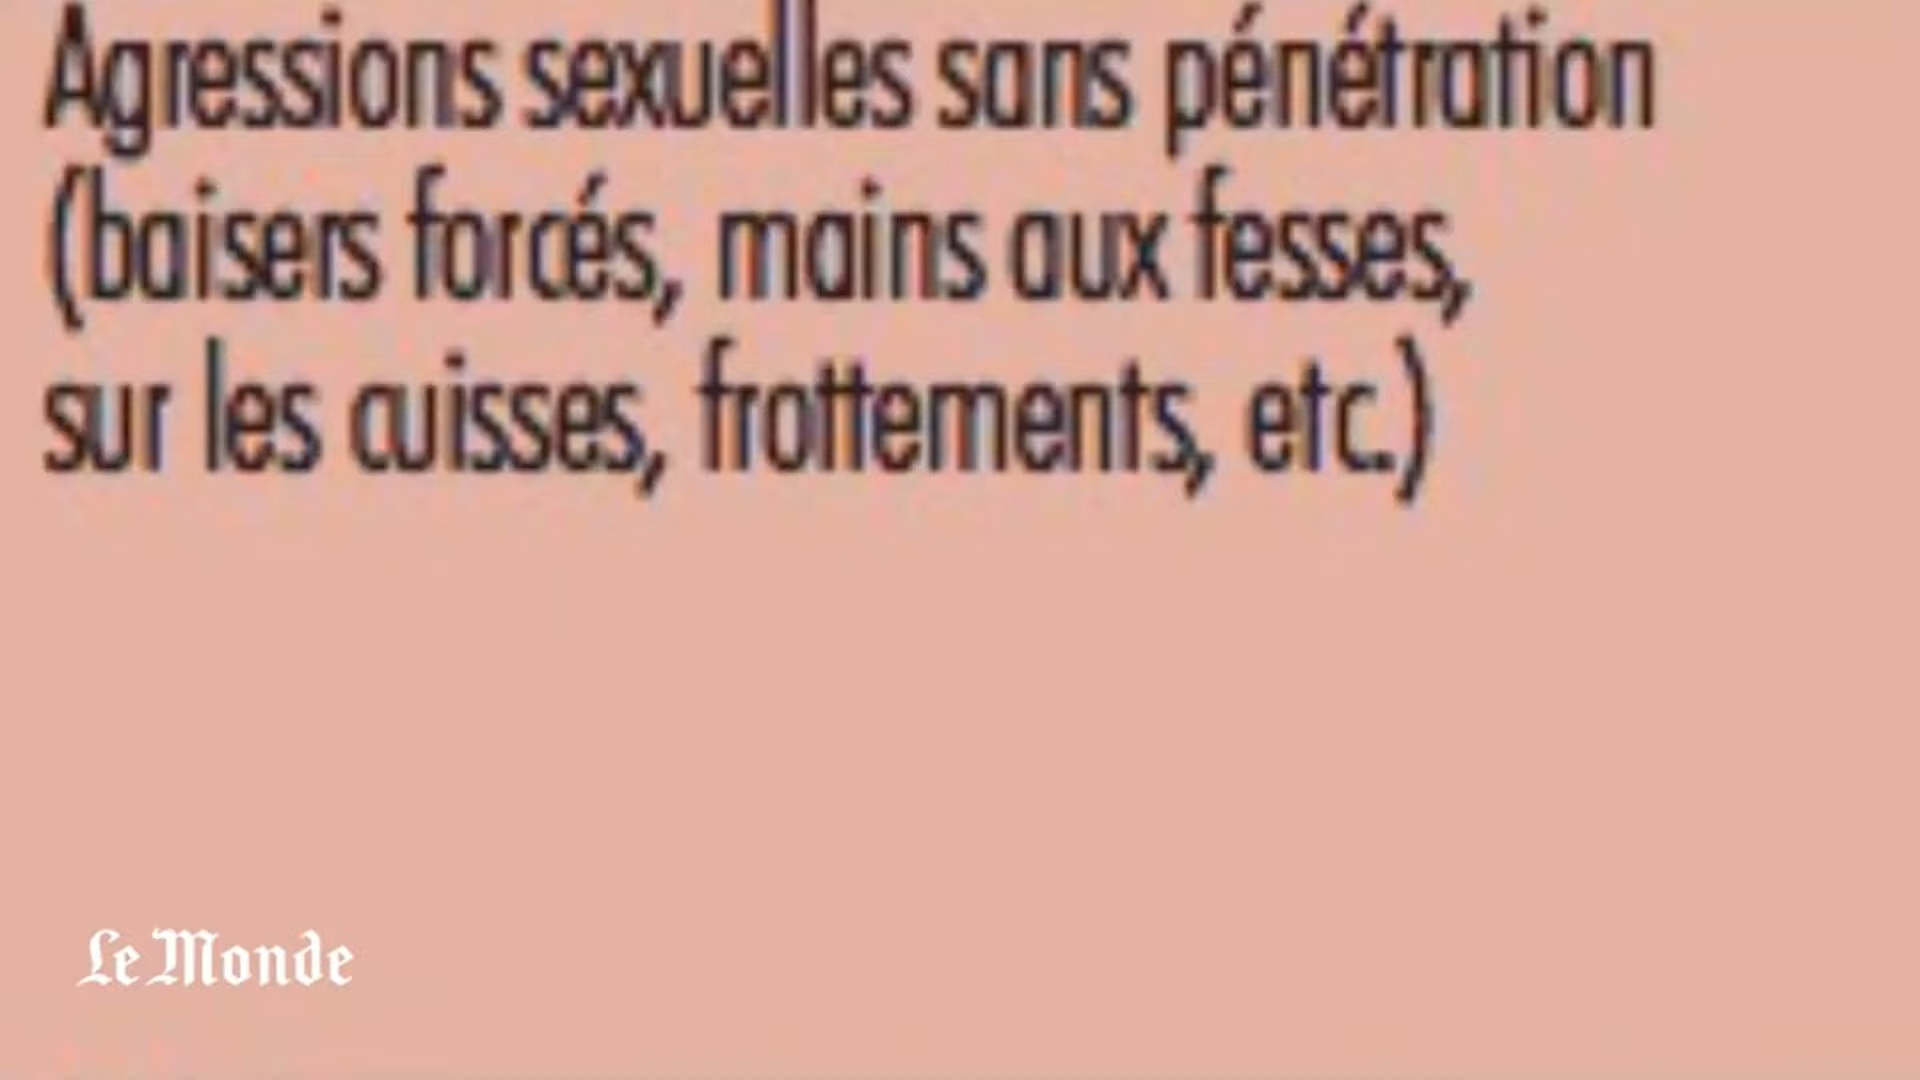 Agressions sexuelles sans pénétration
(baisers forcés, mains aux fesses,
sur les cuisses, frottements, etc.)
Le Monde